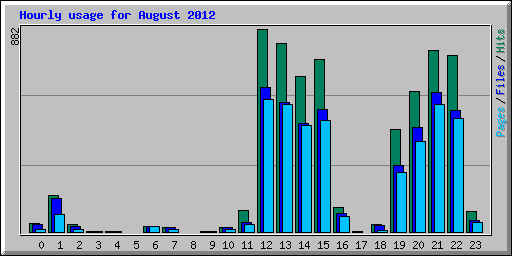 Hourly usage for August 2012
882
Pages / Files / Hits
0 1 2 3 4 5 6 7 8 9 10 11 12 13 14 15 16 17 18 19 20 21 22 23